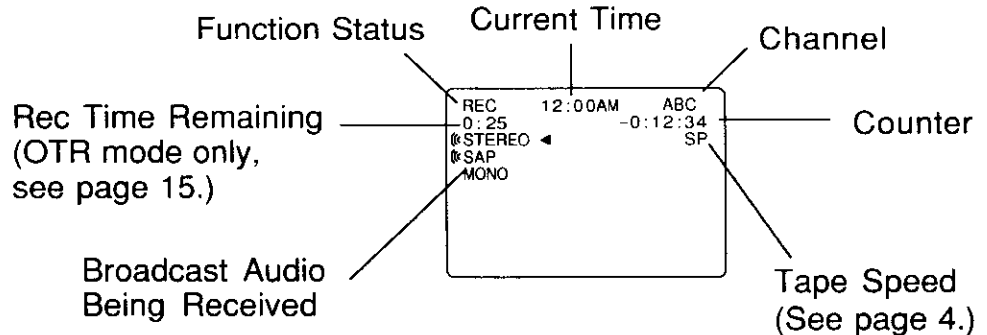 Function Status
Current Time
Channel
Rec Time Remaining
(OTR mode only,
see page 15.)
REC 12:00AM ABC
0:25 -0:12:34
STEREO ◄ SP
SAP
MONO
Counter
Broadcast Audio
Being Received
Tape Speed
(See page 4.)